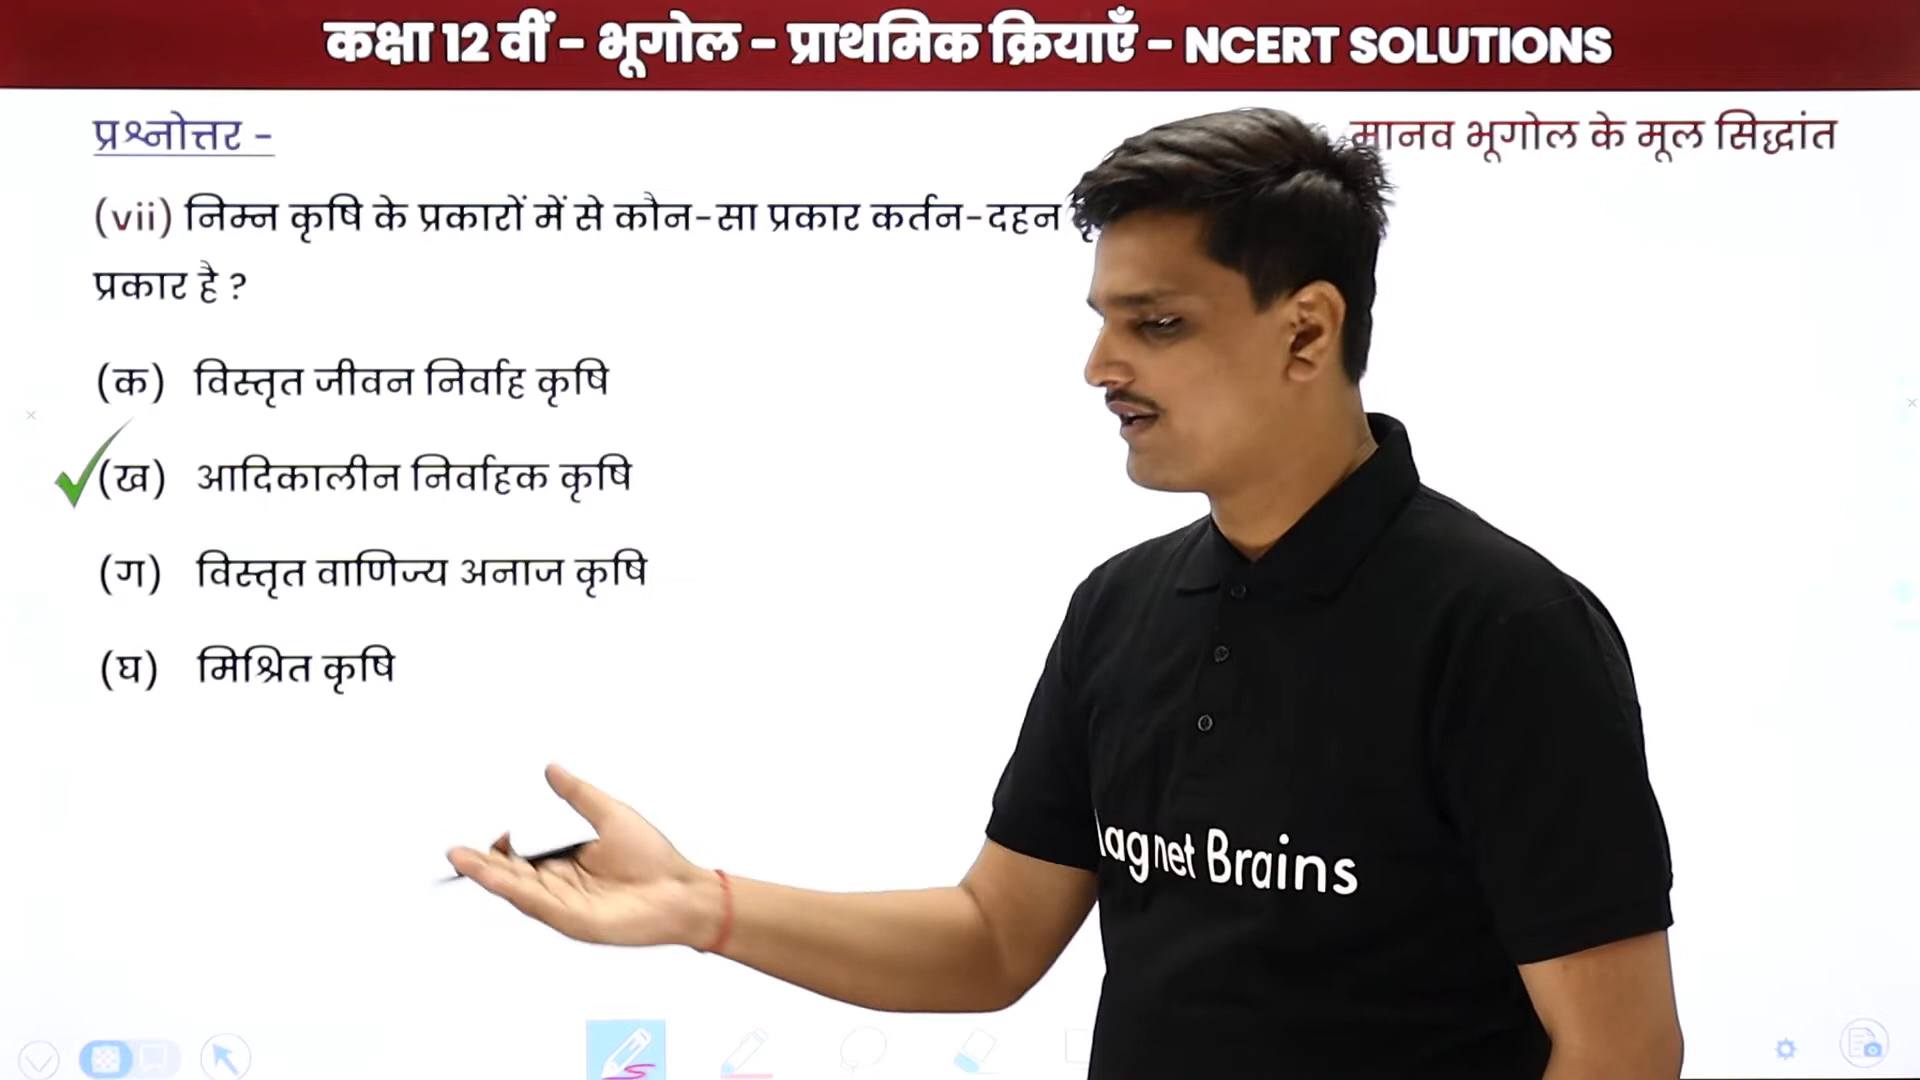 कक्षा 12 वीं - भूगोल - प्राथमिक क्रियाएँ - NCERT SOLUTIONS
प्रश्नोत्तर -
मानव भूगोल के मूल सिद्धांत
(vii) निम्न कृषि के प्रकारों में से कौन-सा प्रकार कर्तन-दहन
प्रकार है ?
(क) विस्तृत जीवन निर्वाह कृषि
(ख) आदिकालीन निर्वाहक कृषि
(ग) विस्तृत वाणिज्य अनाज कृषि
(घ) मिश्रित कृषि
agnet Brains